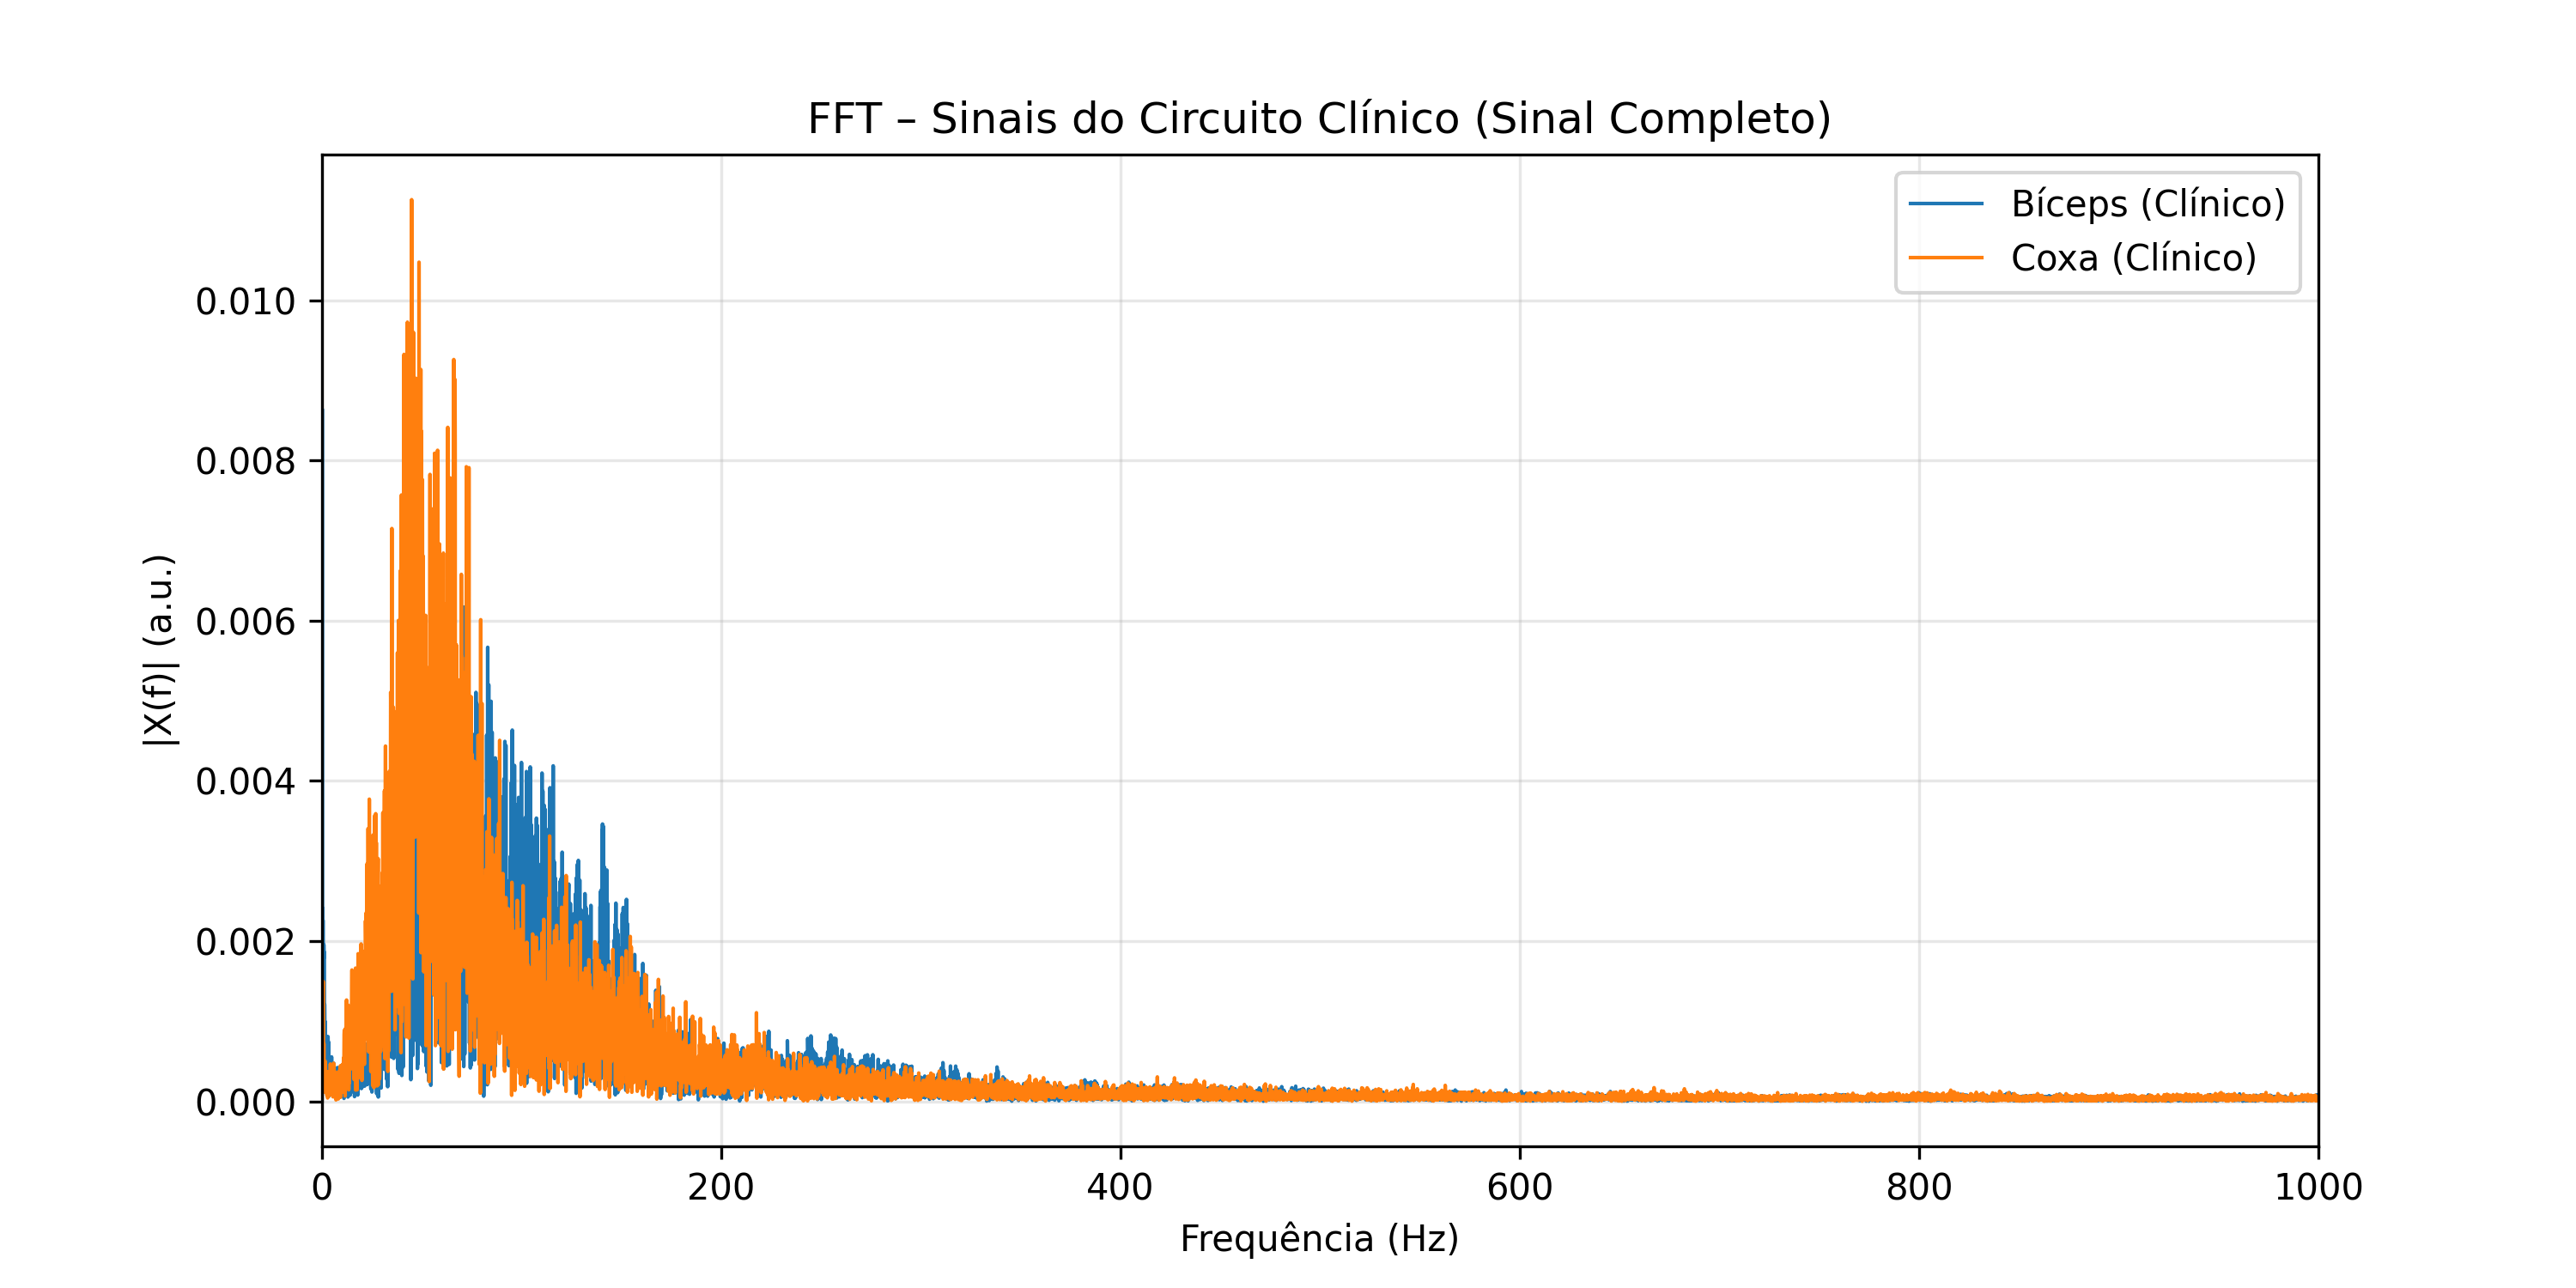 FFT – Sinais do Circuito Clínico (Sinal Completo)
Bíceps (Clínico)
Coxa (Clínico)
|X(f)| (a.u.)
0.010
0.008
0.006
0.004
0.002
0.000
0 200 400 600 800 1000
Frequência (Hz)